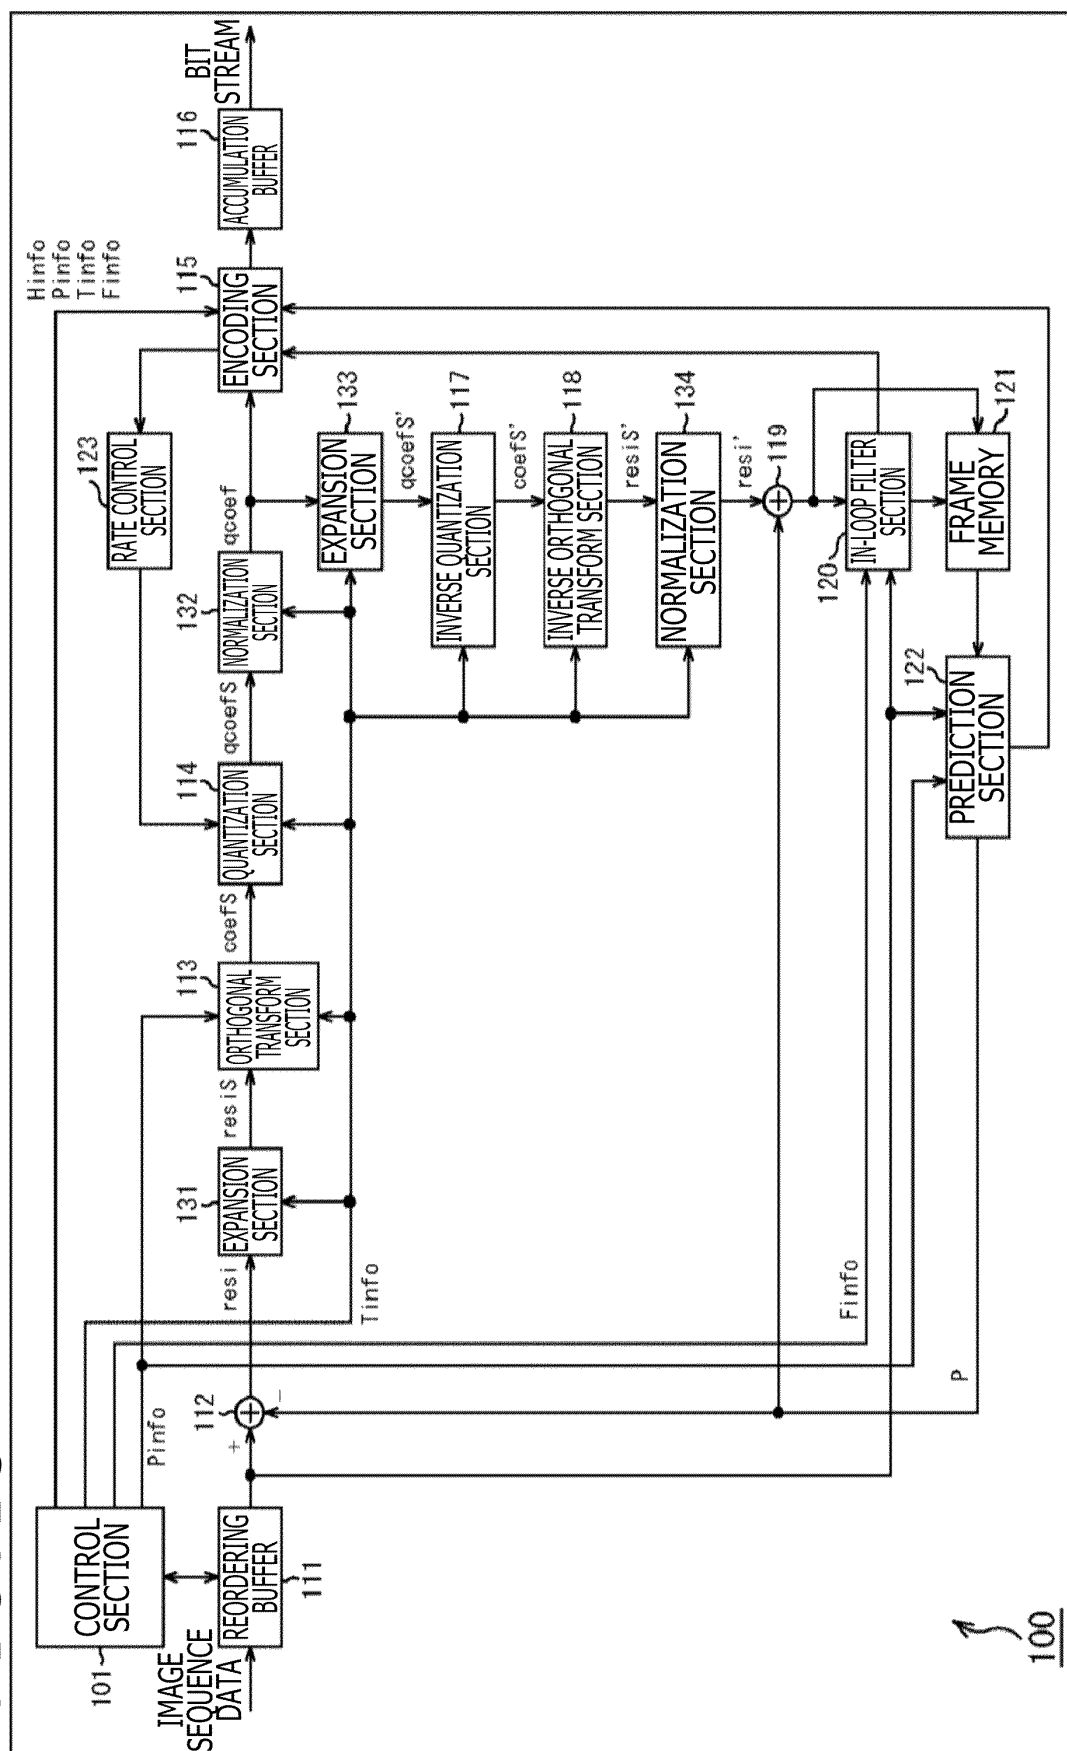 Hinfo
Pinfo
Tinfo
Finfo
101
CONTROL
SECTION
Pinfo
Tinfo
123
RATE CONTROL
SECTION
IMAGE
SEQUENCE
DATA
REORDERING
BUFFER
111
112
+
−
resi
131
EXPANSION
SECTION
resiS
113
ORTHOGONAL
TRANSFORM
SECTION
coefS
114
QUANTIZATION
SECTION
qcoefS
132
NORMALIZATION
SECTION
qcoef
115
ENCODING
SECTION
116
ACCUMULATION
BUFFER
BIT
STREAM
EXPANSION
SECTION
133
qcoefS'
INVERSE QUANTIZATION
SECTION
117
coefS'
INVERSE ORTHOGONAL
TRANSFORM SECTION
118
resiS'
NORMALIZATION
SECTION
134
resi'
119
Finfo
120
IN-LOOP FILTER
SECTION
FRAME
MEMORY
121
122
PREDICTION
SECTION
P
100